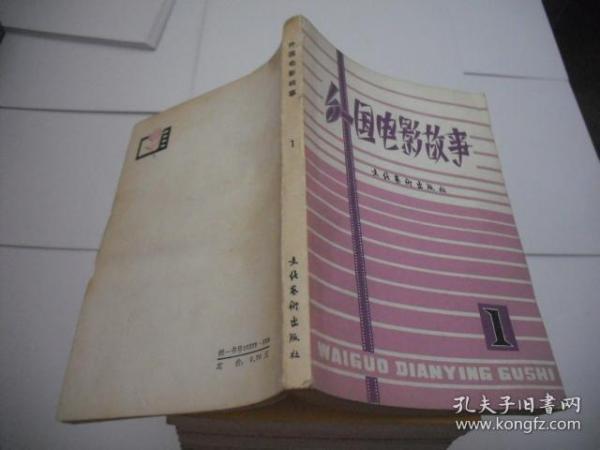 外国电影故事
文化艺术出版社
1
WAIGUO DIANYING GUSHI
外国电影故事
1
文化艺术出版社
孔夫子旧书网
www.kongfz.com